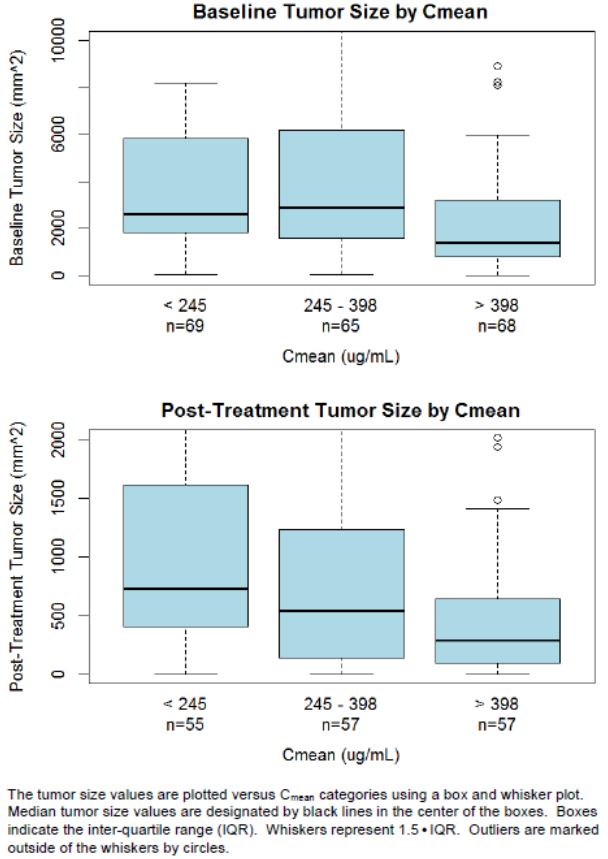 Baseline Tumor Size by Cmean
Baseline Tumor Size (mm^2)
10000
6000
2000
0
< 245
245 - 398
> 398
n=69
n=65
n=68
Cmean (ug/mL)
Post-Treatment Tumor Size by Cmean
Post-Treatment Tumor Size (mm^2)
2000
1500
1000
500
0
< 245
245 - 398
> 398
n=55
n=57
n=57
Cmean (ug/mL)
The tumor size values are plotted versus Cmean categories using a box and whisker plot.
Median tumor size values are designated by black lines in the center of the boxes. Boxes
indicate the inter-quartile range (IQR). Whiskers represent 1.5•IQR. Outliers are marked
outside of the whiskers by circles.